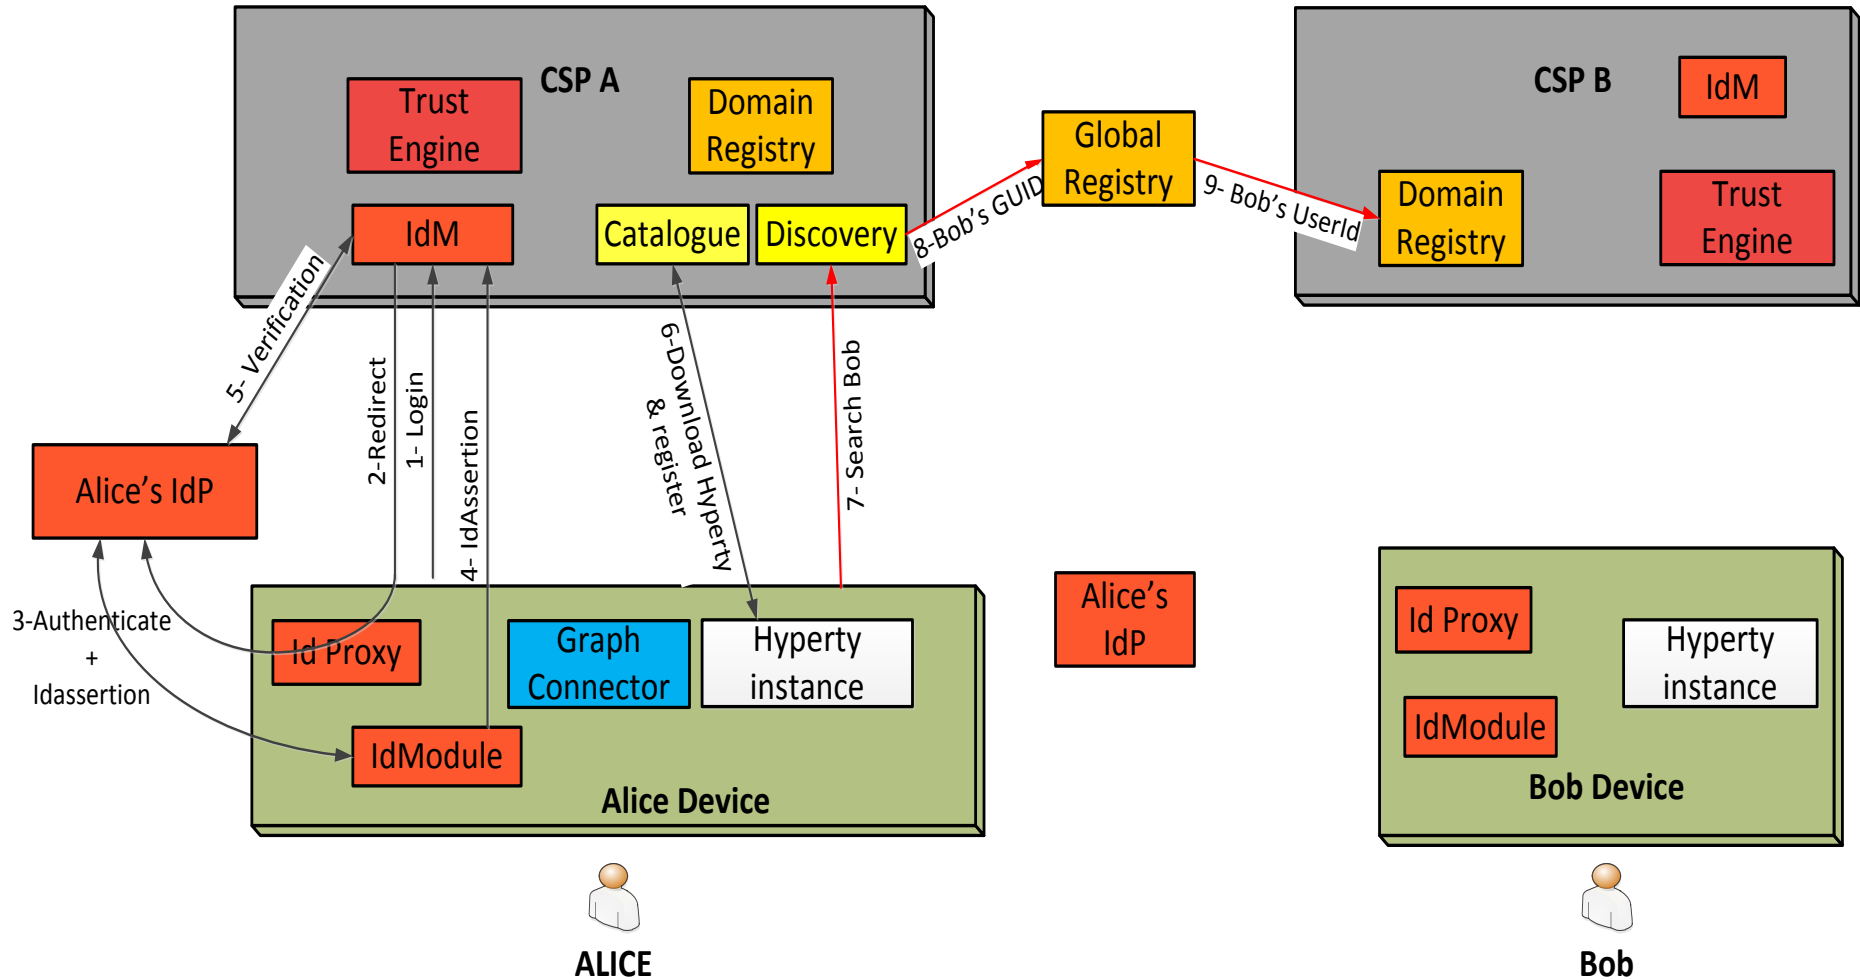 CSP A
Trust
Engine
Domain
Registry
IdM
Catalogue
Discovery
Global
Registry
8-Bob's GUID
9- Bob's UserId
CSP B
IdM
Domain
Registry
Trust
Engine
5- Verification
2-Redirect
1- Login
4- IdAssertion
6-Download Hyperty
& register
7- Search Bob
Alice's IdP
3-Authenticate
+
Idassertion
Id Proxy
Graph
Connector
Hyperty
instance
IdModule
Alice Device
Alice's
IdP
Id Proxy
Hyperty
instance
IdModule
Bob Device
ALICE
Bob